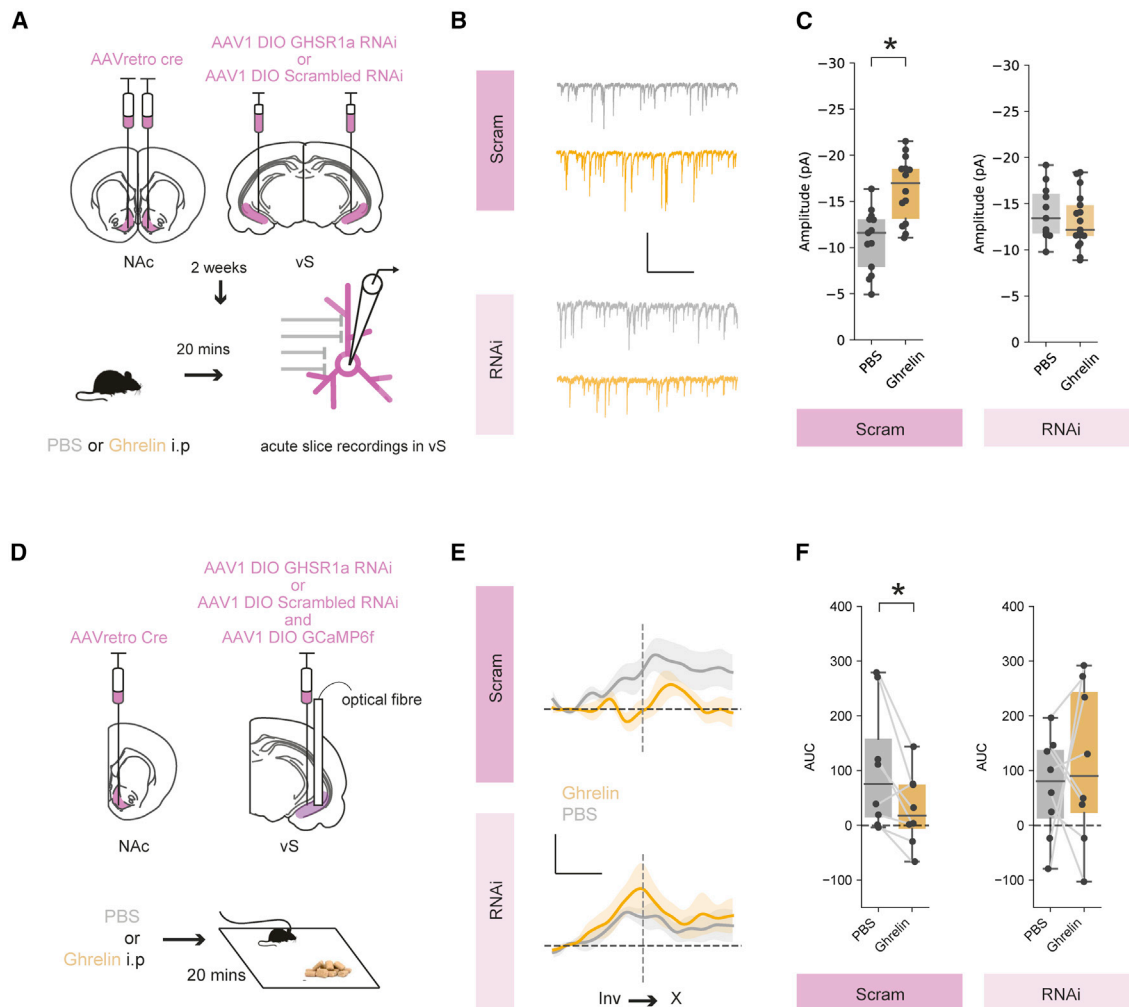 A
AAVretro cre
AAV1 DIO GHSR1a RNAi
or
AAV1 DIO Scrambled RNAi
NAc
vS
2 weeks
20 mins
PBS or Ghrelin i.p
acute slice recordings in vS
B
Scram
RNAi
C
Amplitude (pA)
−30
−25
−20
−15
−10
−5
0
*
PBS
Ghrelin
Scram
Amplitude (pA)
−30
−25
−20
−15
−10
−5
0
PBS
Ghrelin
RNAi
D
AAVretro Cre
AAV1 DIO GHSR1a RNAi
or
AAV1 DIO Scrambled RNAi
and
AAV1 DIO GCaMP6f
optical fibre
NAc
vS
PBS
or
Ghrelin i.p
20 mins
E
Scram
Ghrelin
PBS
RNAi
Inv
X
F
AUC
400
300
200
100
0
−100
*
PBS
Ghrelin
Scram
AUC
400
300
200
100
0
−100
PBS
Ghrelin
RNAi